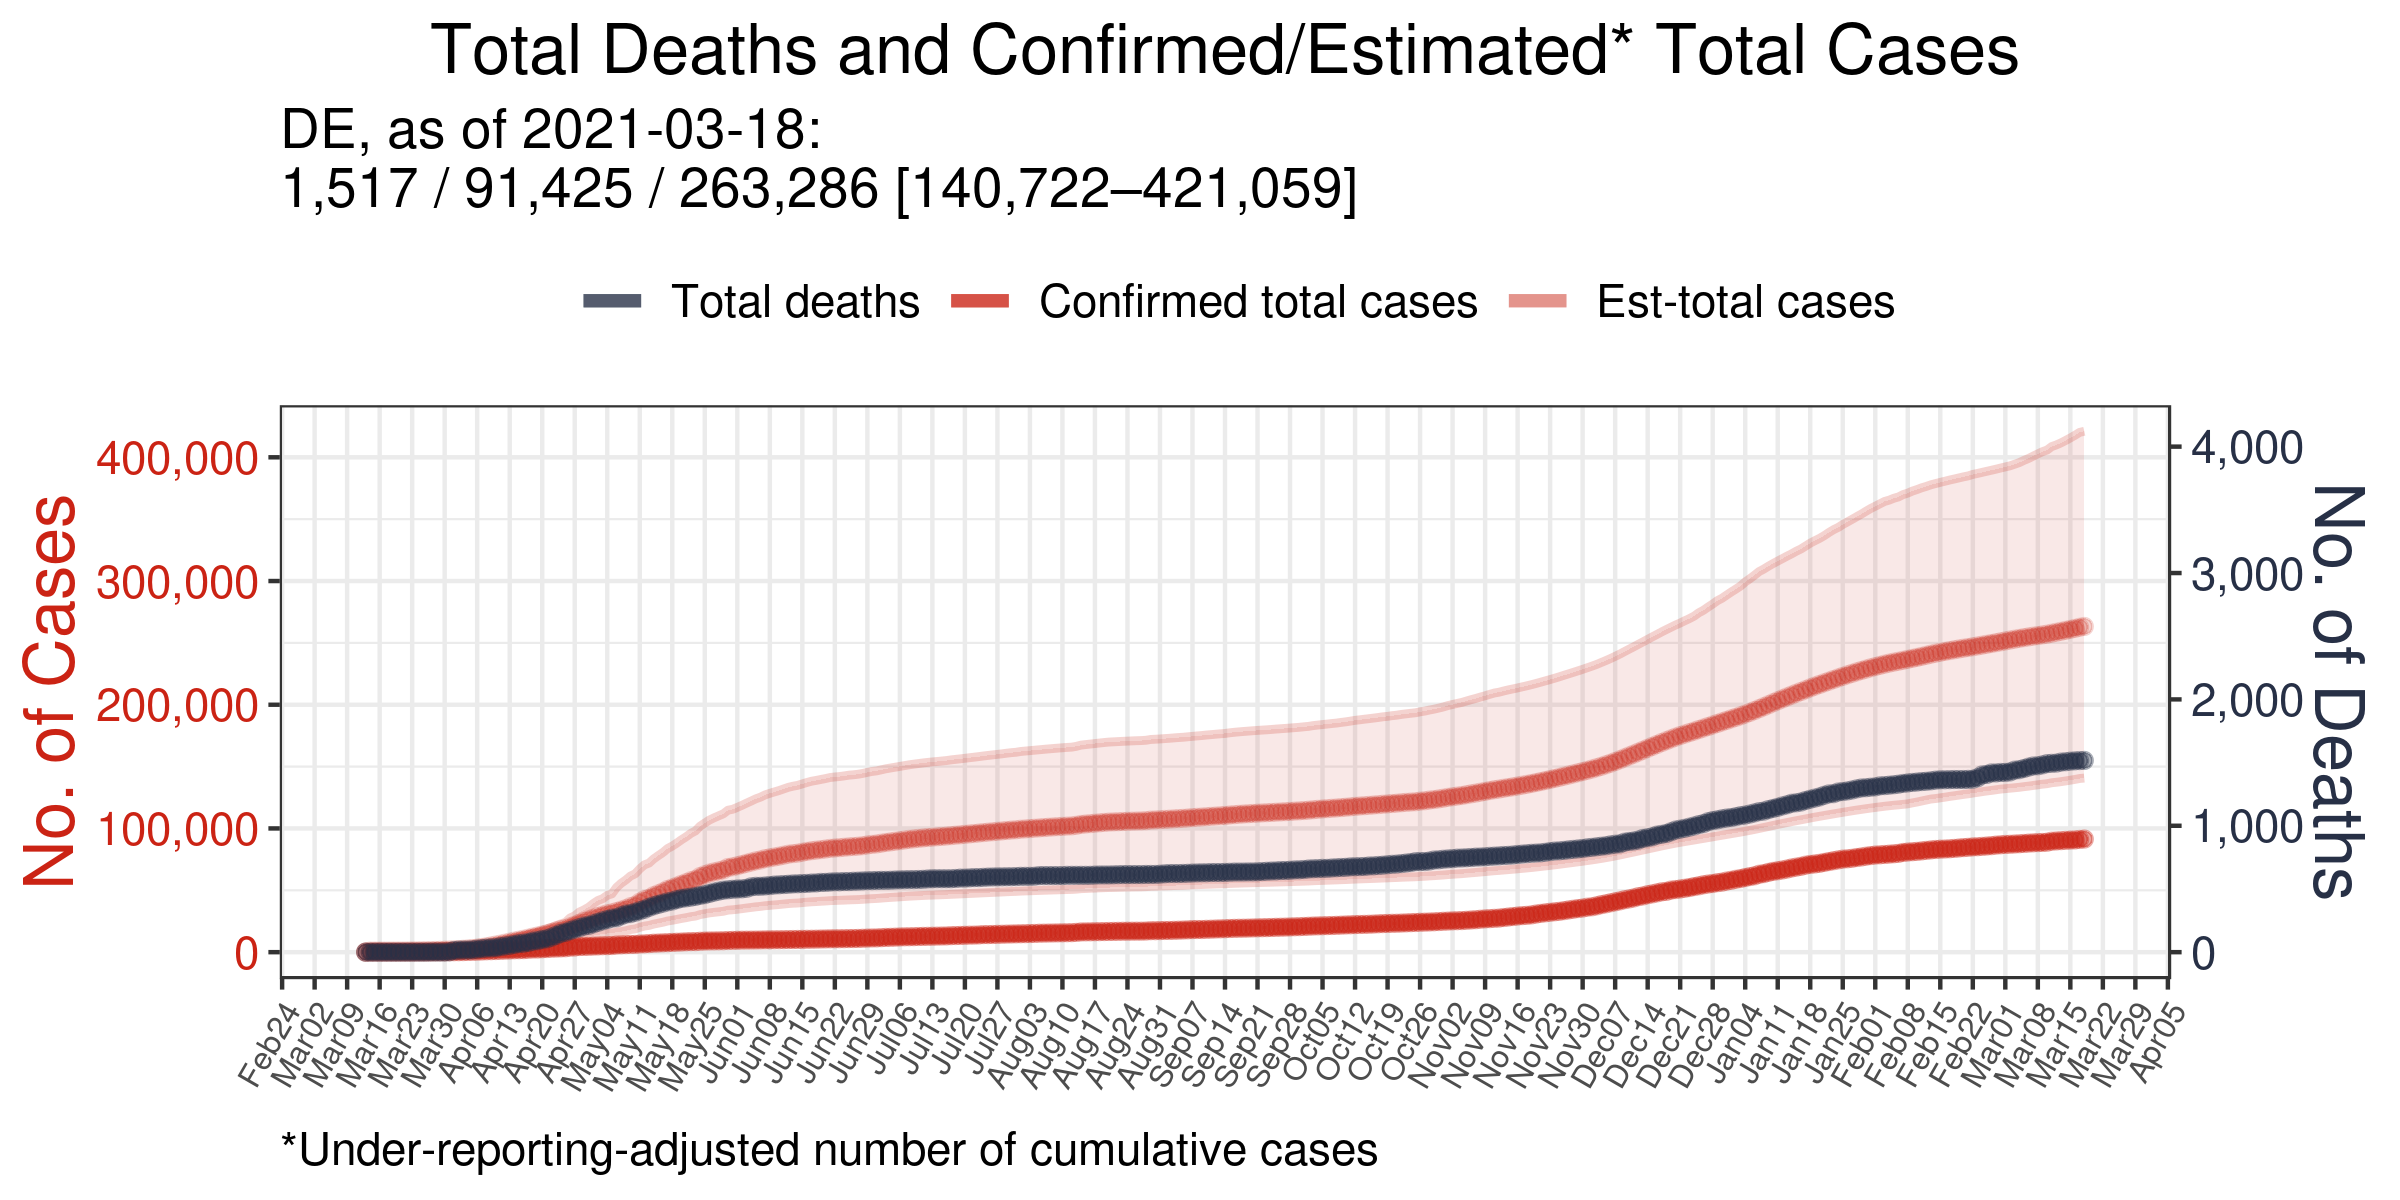 Total Deaths and Confirmed/Estimated* Total Cases
DE, as of 2021-03-18:
1,517 / 91,425 / 263,286 [140,722–421,059]
Total deaths
Confirmed total cases
Est-total cases
No. of Cases
400,000
300,000
200,000
100,000
0
4,000
3,000
2,000
1,000
0
No. of Deaths
Feb24
Mar02
Mar09
Mar16
Mar23
Mar30
Apr06
Apr13
Apr20
Apr27
May04
May11
May18
May25
Jun01
Jun08
Jun15
Jun22
Jun29
Jul06
Jul13
Jul20
Jul27
Aug03
Aug10
Aug17
Aug24
Aug31
Sep07
Sep14
Sep21
Sep28
Oct05
Oct12
Oct19
Oct26
Nov02
Nov09
Nov16
Nov23
Nov30
Dec07
Dec14
Dec21
Dec28
Jan04
Jan11
Jan18
Jan25
Feb01
Feb08
Feb15
Feb22
Mar01
Mar08
Mar15
Mar22
Mar29
Apr05
*Under-reporting-adjusted number of cumulative cases